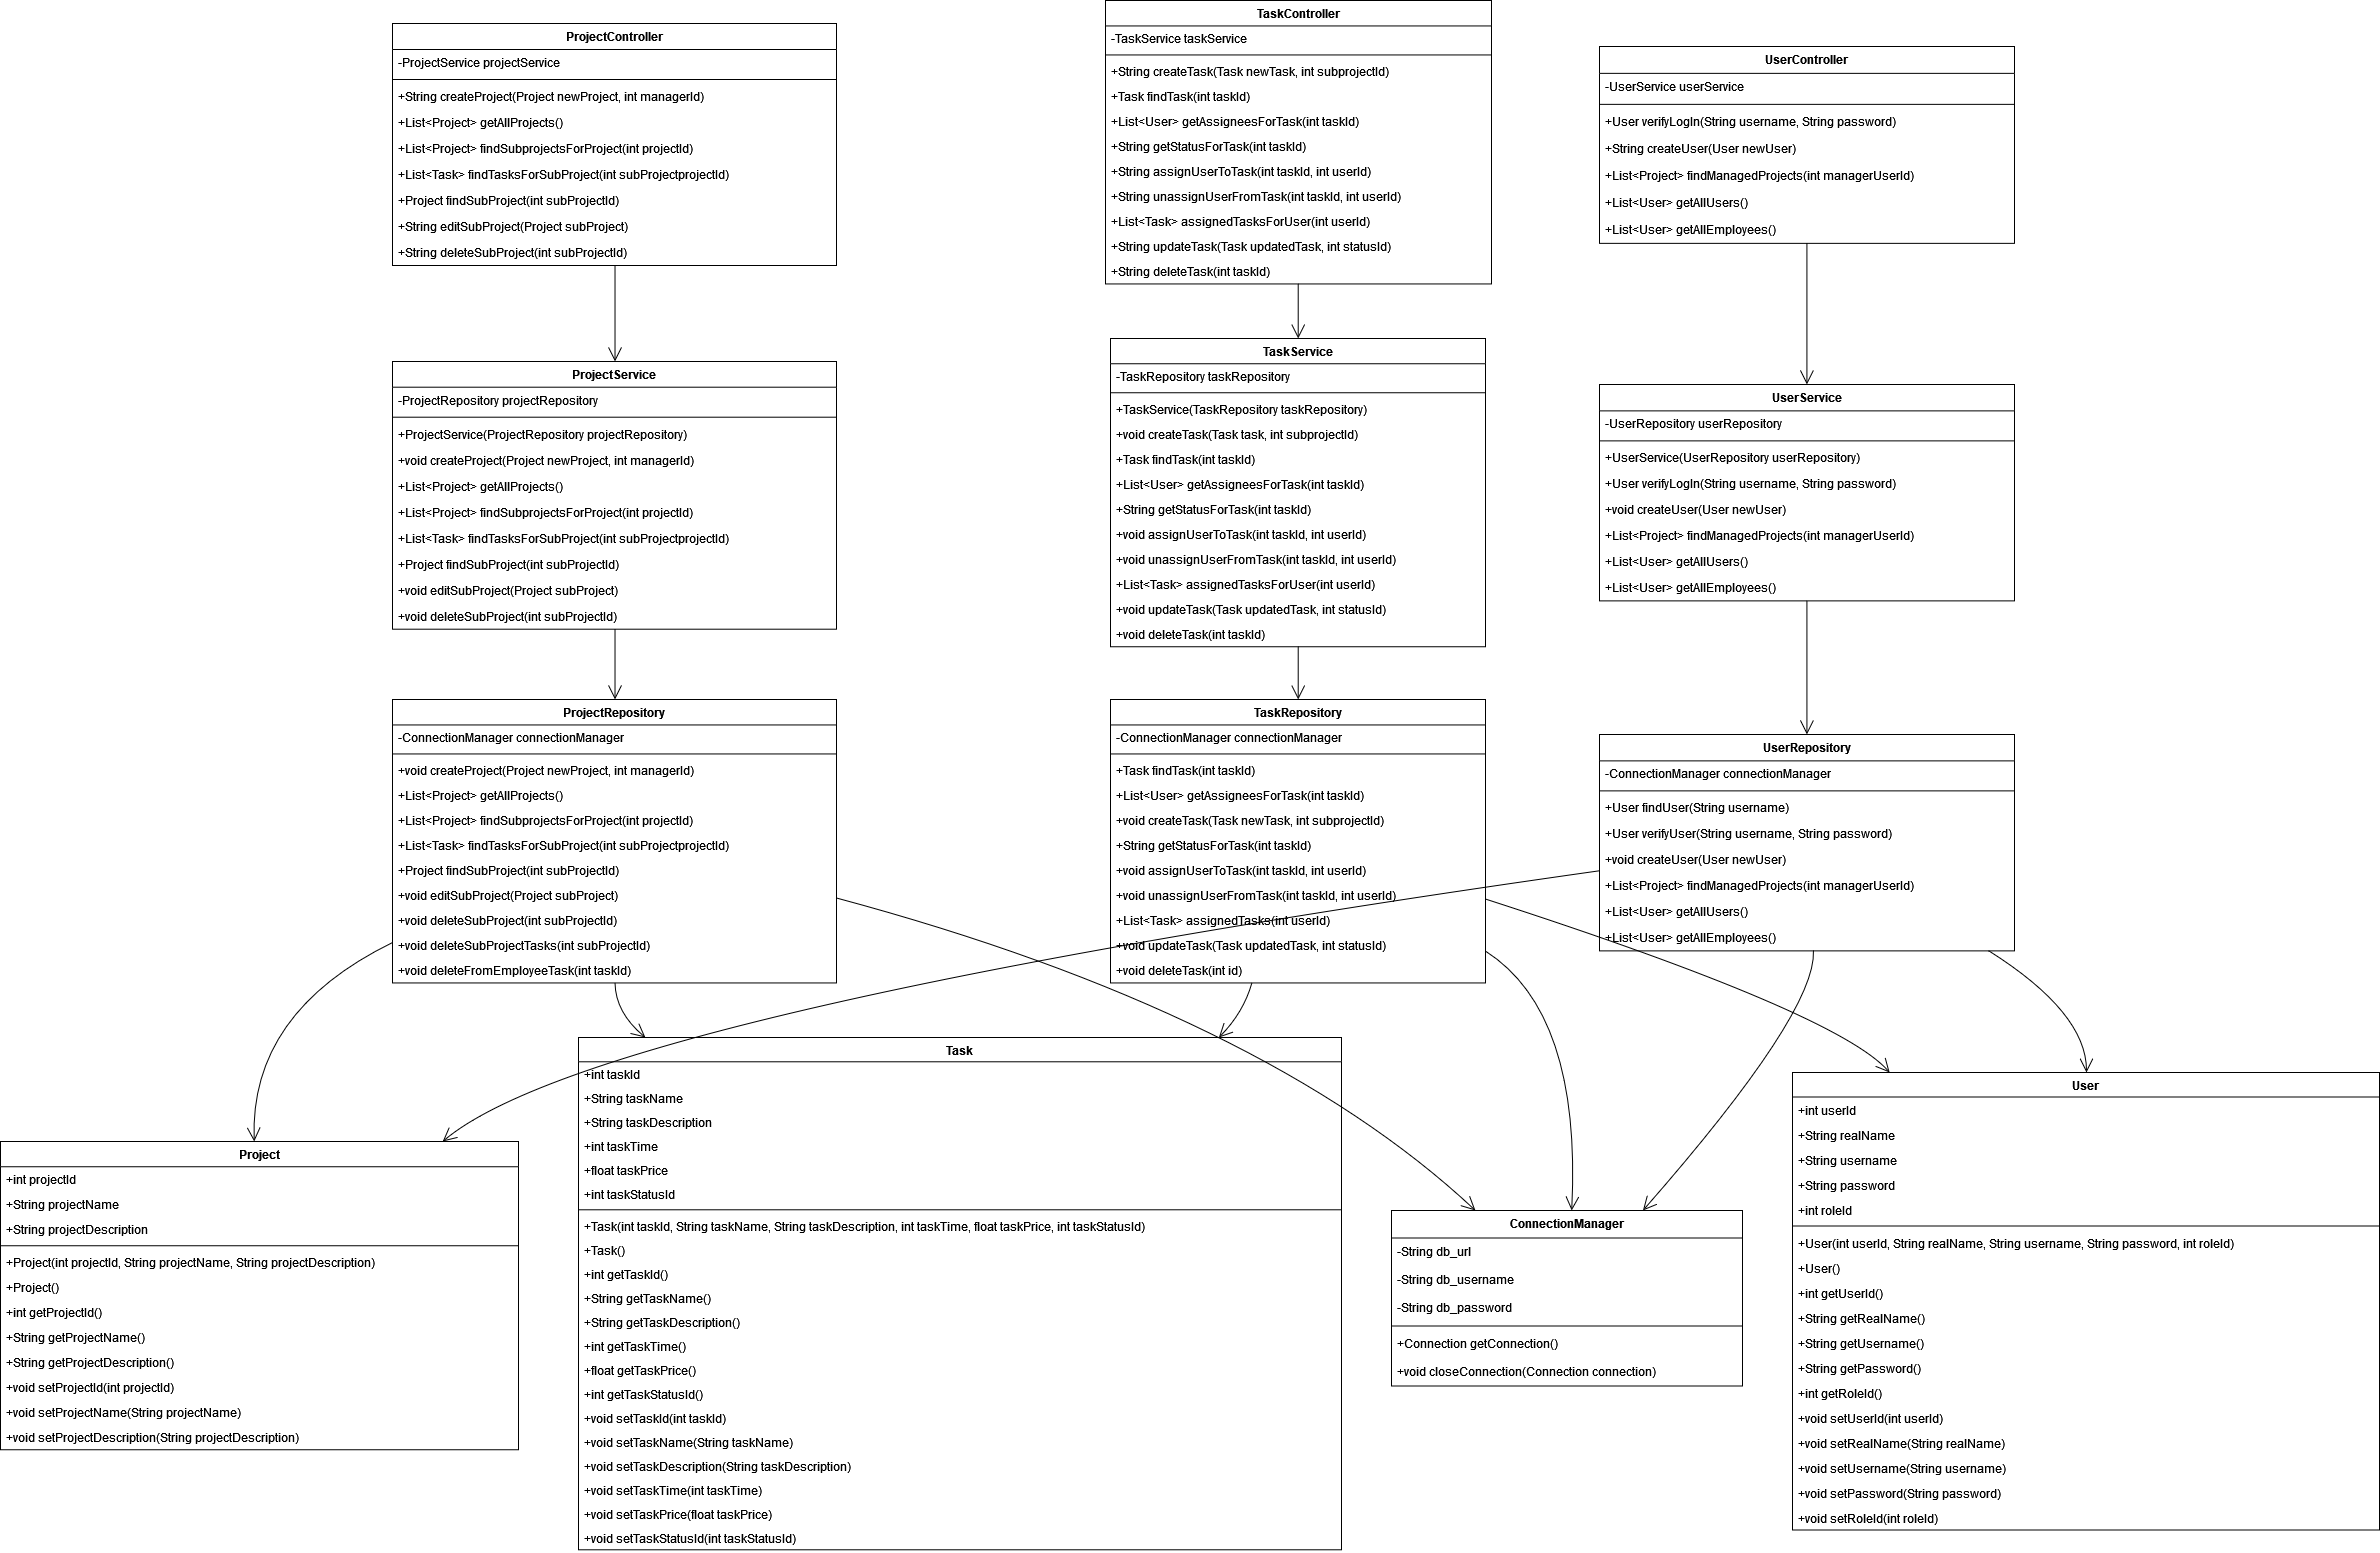 ProjectController
-ProjectService projectService
+String createProject(Project newProject, int managerId)
+List<Project> getAllProjects()
+List<Project> findSubprojectsForProject(int projectId)
+List<Task> findTasksForSubProject(int subProjectprojectId)
+Project findSubProject(int subProjectId)
+String editSubProject(Project subProject)
+String deleteSubProject(int subProjectId)
TaskController
-TaskService taskService
+String createTask(Task newTask, int subprojectId)
+Task findTask(int taskId)
+List<User> getAssigneesForTask(int taskId)
+String getStatusForTask(int taskId)
+String assignUserToTask(int taskId, int userId)
+String unassignUserFromTask(int taskId, int userId)
+List<Task> assignedTasksForUser(int userId)
+String updateTask(Task updatedTask, int statusId)
+String deleteTask(int taskId)
UserController
-UserService userService
+User verifyLogIn(String username, String password)
+String createUser(User newUser)
+List<Project> findManagedProjects(int managerUserId)
+List<User> getAllUsers()
+List<User> getAllEmployees()
ProjectService
-ProjectRepository projectRepository
+ProjectService(ProjectRepository projectRepository)
+void createProject(Project newProject, int managerId)
+List<Project> getAllProjects()
+List<Project> findSubprojectsForProject(int projectId)
+List<Task> findTasksForSubProject(int subProjectprojectId)
+Project findSubProject(int subProjectId)
+void editSubProject(Project subProject)
+void deleteSubProject(int subProjectId)
TaskService
-TaskRepository taskRepository
+TaskService(TaskRepository taskRepository)
+void createTask(Task task, int subprojectId)
+Task findTask(int taskId)
+List<User> getAssigneesForTask(int taskId)
+String getStatusForTask(int taskId)
+void assignUserToTask(int taskId, int userId)
+void unassignUserFromTask(int taskId, int userId)
+List<Task> assignedTasksForUser(int userId)
+void updateTask(Task updatedTask, int statusId)
+void deleteTask(int taskId)
UserService
-UserRepository userRepository
+UserService(UserRepository userRepository)
+User verifyLogIn(String username, String password)
+void createUser(User newUser)
+List<Project> findManagedProjects(int managerUserId)
+List<User> getAllUsers()
+List<User> getAllEmployees()
ProjectRepository
-ConnectionManager connectionManager
+void createProject(Project newProject, int managerId)
+List<Project> getAllProjects()
+List<Project> findSubprojectsForProject(int projectId)
+List<Task> findTasksForSubProject(int subProjectprojectId)
+Project findSubProject(int subProjectId)
+void editSubProject(Project subProject)
+void deleteSubProject(int subProjectId)
+void deleteSubProjectTasks(int subProjectId)
+void deleteFromEmployeeTask(int taskId)
TaskRepository
-ConnectionManager connectionManager
+Task findTask(int taskId)
+List<User> getAssigneesForTask(int taskId)
+void createTask(Task newTask, int subprojectId)
+String getStatusForTask(int taskId)
+void assignUserToTask(int taskId, int userId)
+void unassignUserFromTask(int taskId, int userId)
+List<Task> assignedTasks(int userId)
+void updateTask(Task updatedTask, int statusId)
+void deleteTask(int id)
UserRepository
-ConnectionManager connectionManager
+User findUser(String username)
+User verifyUser(String username, String password)
+void createUser(User newUser)
+List<Project> findManagedProjects(int managerUserId)
+List<User> getAllUsers()
+List<User> getAllEmployees()
Project
+int projectId
+String projectName
+String projectDescription
+Project(int projectId, String projectName, String projectDescription)
+Project()
+int getProjectId()
+String getProjectName()
+String getProjectDescription()
+void setProjectId(int projectId)
+void setProjectName(String projectName)
+void setProjectDescription(String projectDescription)
Task
+int taskId
+String taskName
+String taskDescription
+int taskTime
+float taskPrice
+int taskStatusId
+Task(int taskId, String taskName, String taskDescription, int taskTime, float taskPrice, int taskStatusId)
+Task()
+int getTaskId()
+String getTaskName()
+String getTaskDescription()
+int getTaskTime()
+float getTaskPrice()
+int getTaskStatusId()
+void setTaskId(int taskId)
+void setTaskName(String taskName)
+void setTaskDescription(String taskDescription)
+void setTaskTime(int taskTime)
+void setTaskPrice(float taskPrice)
+void setTaskStatusId(int taskStatusId)
ConnectionManager
-String db_url
-String db_username
-String db_password
+Connection getConnection()
+void closeConnection(Connection connection)
User
+int userId
+String realName
+String username
+String password
+int roleId
+User(int userId, String realName, String username, String password, int roleId)
+User()
+int getUserId()
+String getRealName()
+String getUsername()
+String getPassword()
+int getRoleId()
+void setUserId(int userId)
+void setRealName(String realName)
+void setUsername(String username)
+void setPassword(String password)
+void setRoleId(int roleId)